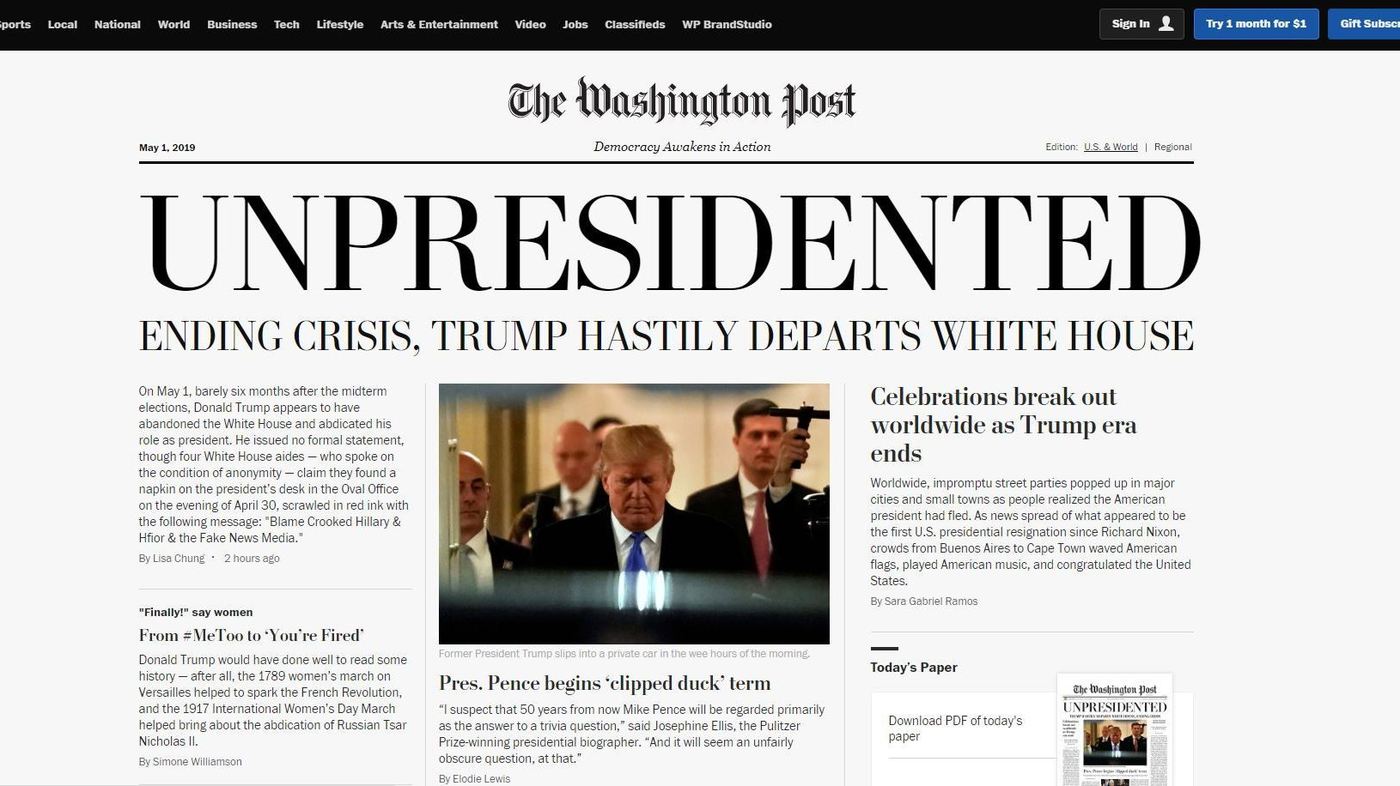 Local National World Business Tech Lifestyle Arts & Entertainment Video Jobs Classifieds WP BrandStudio
Sign In Try 1 month for $1 Gift
The Washington Post
May 1, 2019
Democracy Awakens in Action
Edition: U.S. & World | Regional
UNPRESIDENTED
ENDING CRISIS, TRUMP HASTILY DEPARTS WHITE HOUSE
On May 1, barely six months after the midterm
elections, Donald Trump appears to have
abandoned the White House and abdicated his
role as president. He issued no formal statement,
though four White House aides — who spoke on
the condition of anonymity — claim they found a
napkin on the president's desk in the Oval Office
on the evening of April 30, scrawled in red ink with
the following message: "Blame Crooked Hillary &
Hfior & the Fake News Media."
By Lisa Chung · 2 hours ago
"Finally!" say women
From #MeToo to ‘You’re Fired’
Donald Trump would have done well to read some
history — after all, the 1789 women's march on
Versailles helped to spark the French Revolution,
and the 1917 International Women's Day March
helped bring about the abdication of Russian Tsar
Nicholas II.
By Simone Williamson
Former President Trump slips into a private car in the wee hours of the morning.
Pres. Pence begins ‘clipped duck’ term
“I suspect that 50 years from now Mike Pence will be regarded primarily
as the answer to a trivia question,” said Josephine Ellis, the Pulitzer
Prize-winning presidential biographer. “And it will seem an unfairly
obscure question, at that.”
By Elodie Lewis
Celebrations break out
worldwide as Trump era
ends
Worldwide, impromptu street parties popped up in major
cities and small towns as people realized the American
president had fled. As news spread of what appeared to be
the first U.S. presidential resignation since Richard Nixon,
crowds from Buenos Aires to Cape Town waved American
flags, played American music, and congratulated the United
States.
By Sara Gabriel Ramos
Today's Paper
Download PDF of today's
paper
The Washington Post
UNPRESIDENTED